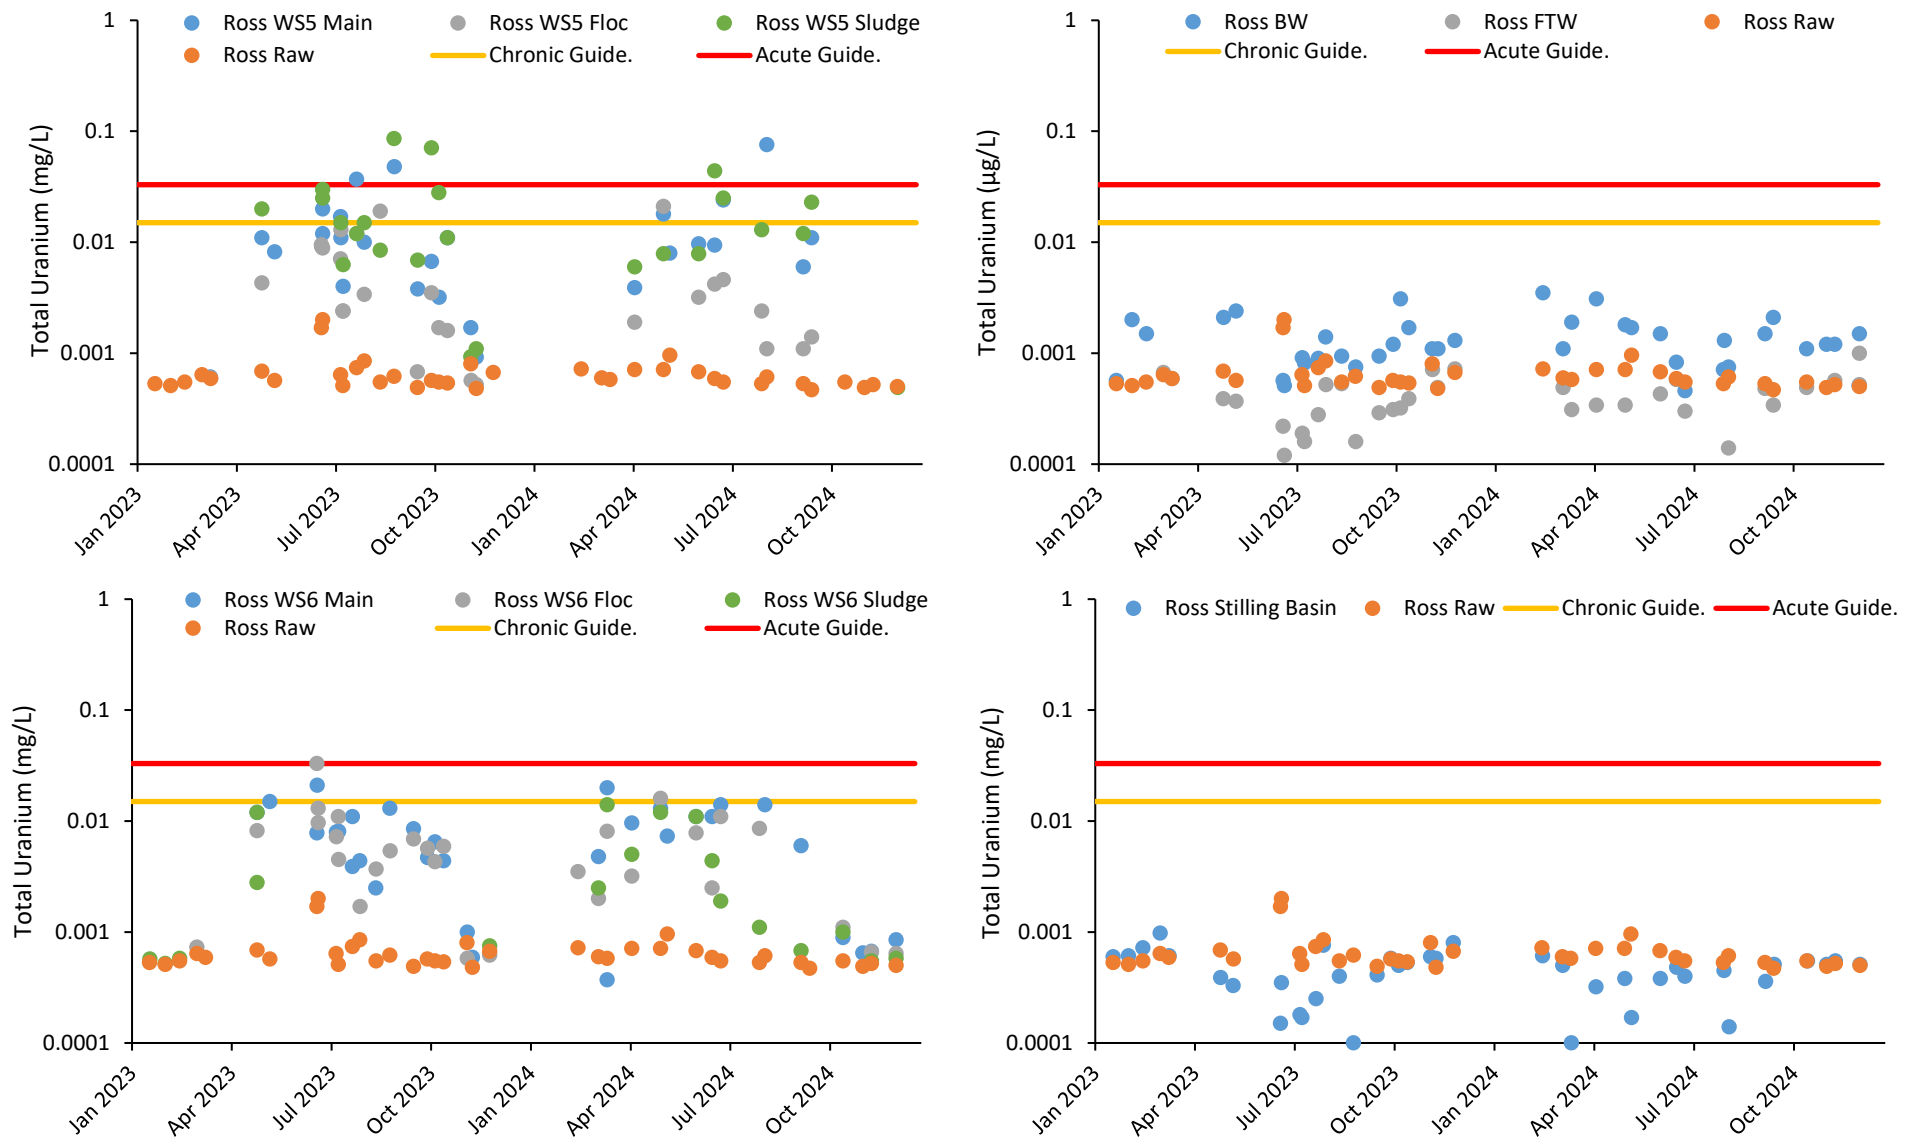 Ross WS5 Main Ross WS5 Floc Ross WS5 Sludge
Ross Raw Chronic Guide. Acute Guide.
Total Uranium (mg/L)
1
0.1
0.01
0.001
0.0001
Jan 2023 Apr 2023 Jul 2023 Oct 2023 Jan 2024 Apr 2024 Jul 2024 Oct 2024
Ross BW Ross FTW Ross Raw
Chronic Guide. Acute Guide.
Total Uranium (µg/L)
1
0.1
0.01
0.001
0.0001
Jan 2023 Apr 2023 Jul 2023 Oct 2023 Jan 2024 Apr 2024 Jul 2024 Oct 2024
Ross WS6 Main Ross WS6 Floc Ross WS6 Sludge
Ross Raw Chronic Guide. Acute Guide.
Total Uranium (mg/L)
1
0.1
0.01
0.001
0.0001
Jan 2023 Apr 2023 Jul 2023 Oct 2023 Jan 2024 Apr 2024 Jul 2024 Oct 2024
Ross Stilling Basin Ross Raw Chronic Guide. Acute Guide.
Total Uranium (mg/L)
1
0.1
0.01
0.001
0.0001
Jan 2023 Apr 2023 Jul 2023 Oct 2023 Jan 2024 Apr 2024 Jul 2024 Oct 2024